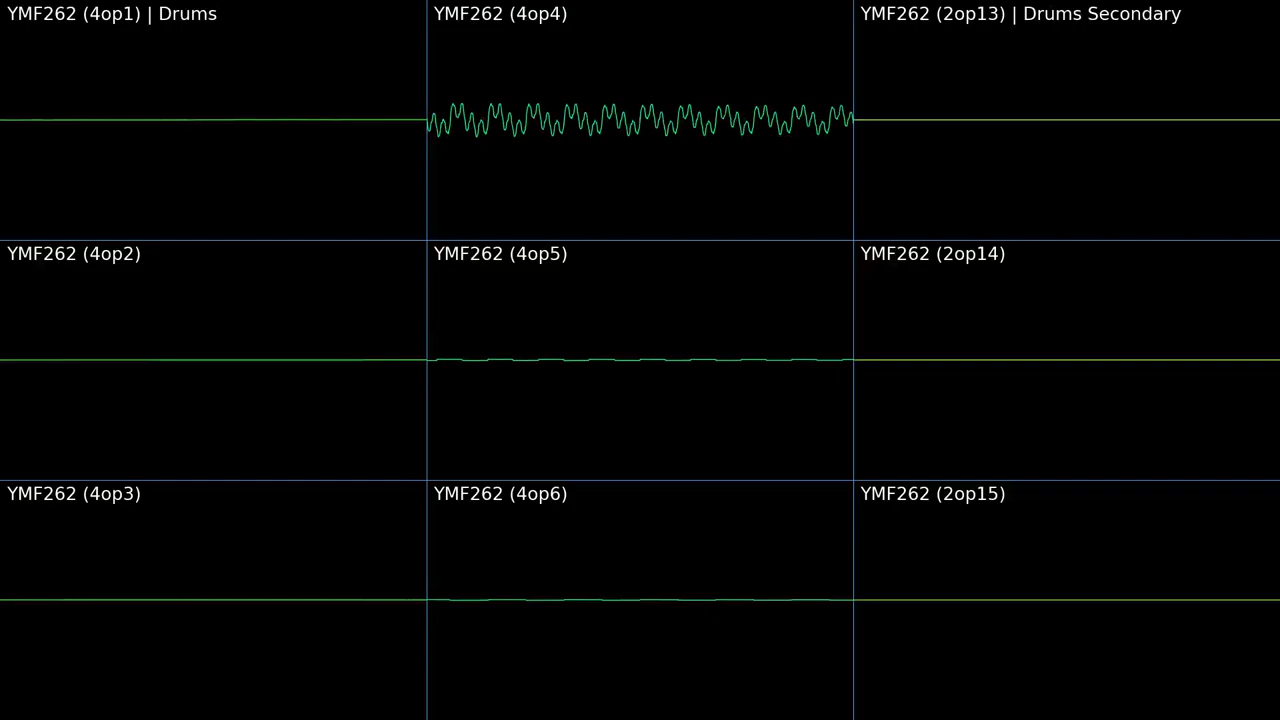 YMF262 (4op1) | Drums
YMF262 (4op4)
YMF262 (2op13) | Drums Secondary
YMF262 (4op2)
YMF262 (4op5)
YMF262 (2op14)
YMF262 (4op3)
YMF262 (4op6)
YMF262 (2op15)